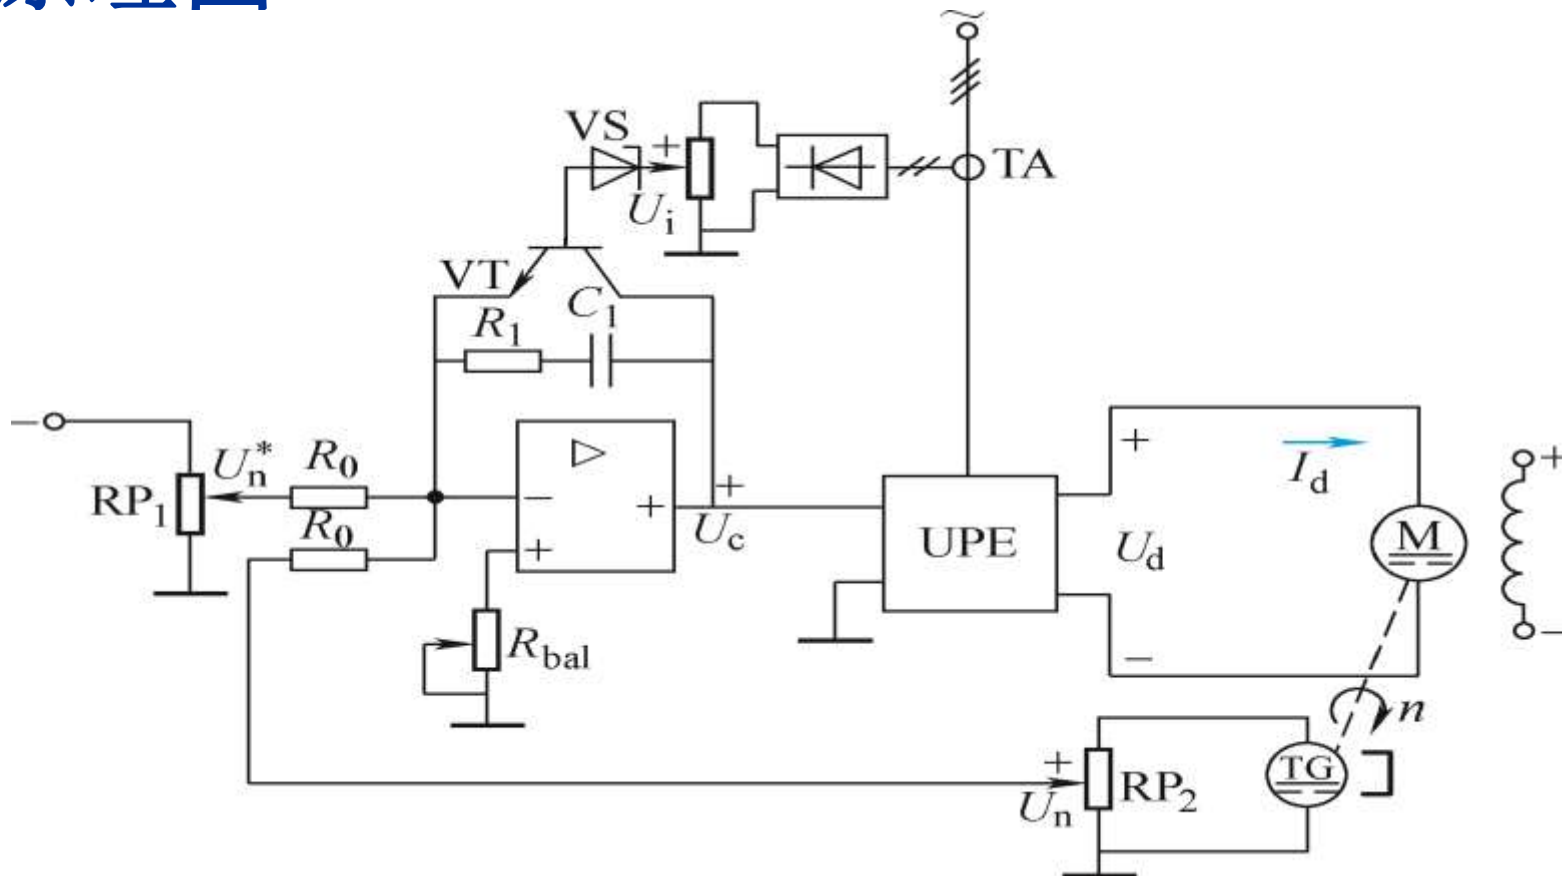 ~
VS
+
TA
U_i
VT
C_1
R_1
−
U_n^*
R_0
▷
+
+
RP_1
R_0
−
+
+
U_c
UPE
U_d
I_d
M
+
R_bal
−
−
n
+
TG
RP_2
U_n